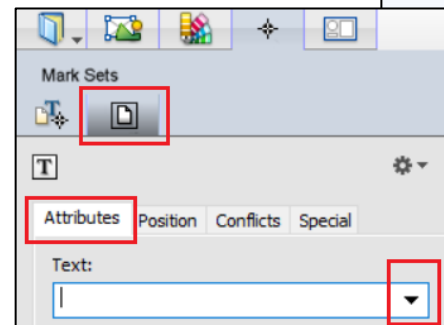 Mark Sets
T
T
Attributes Position Conflicts Special
Text: